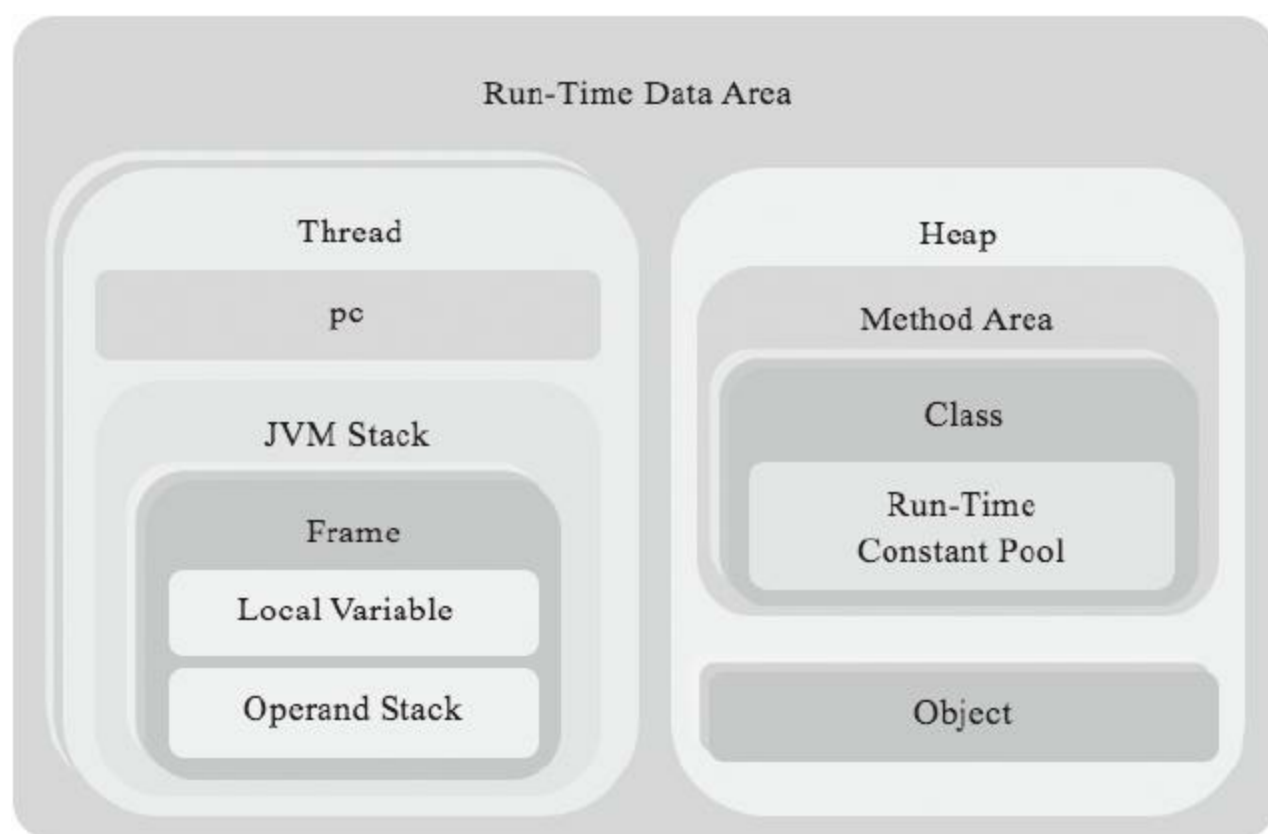 Run-Time Data Area
Thread
pc
JVM Stack
Frame
Local Variable
Operand Stack
Heap
Method Area
Class
Run-Time
Constant Pool
Object